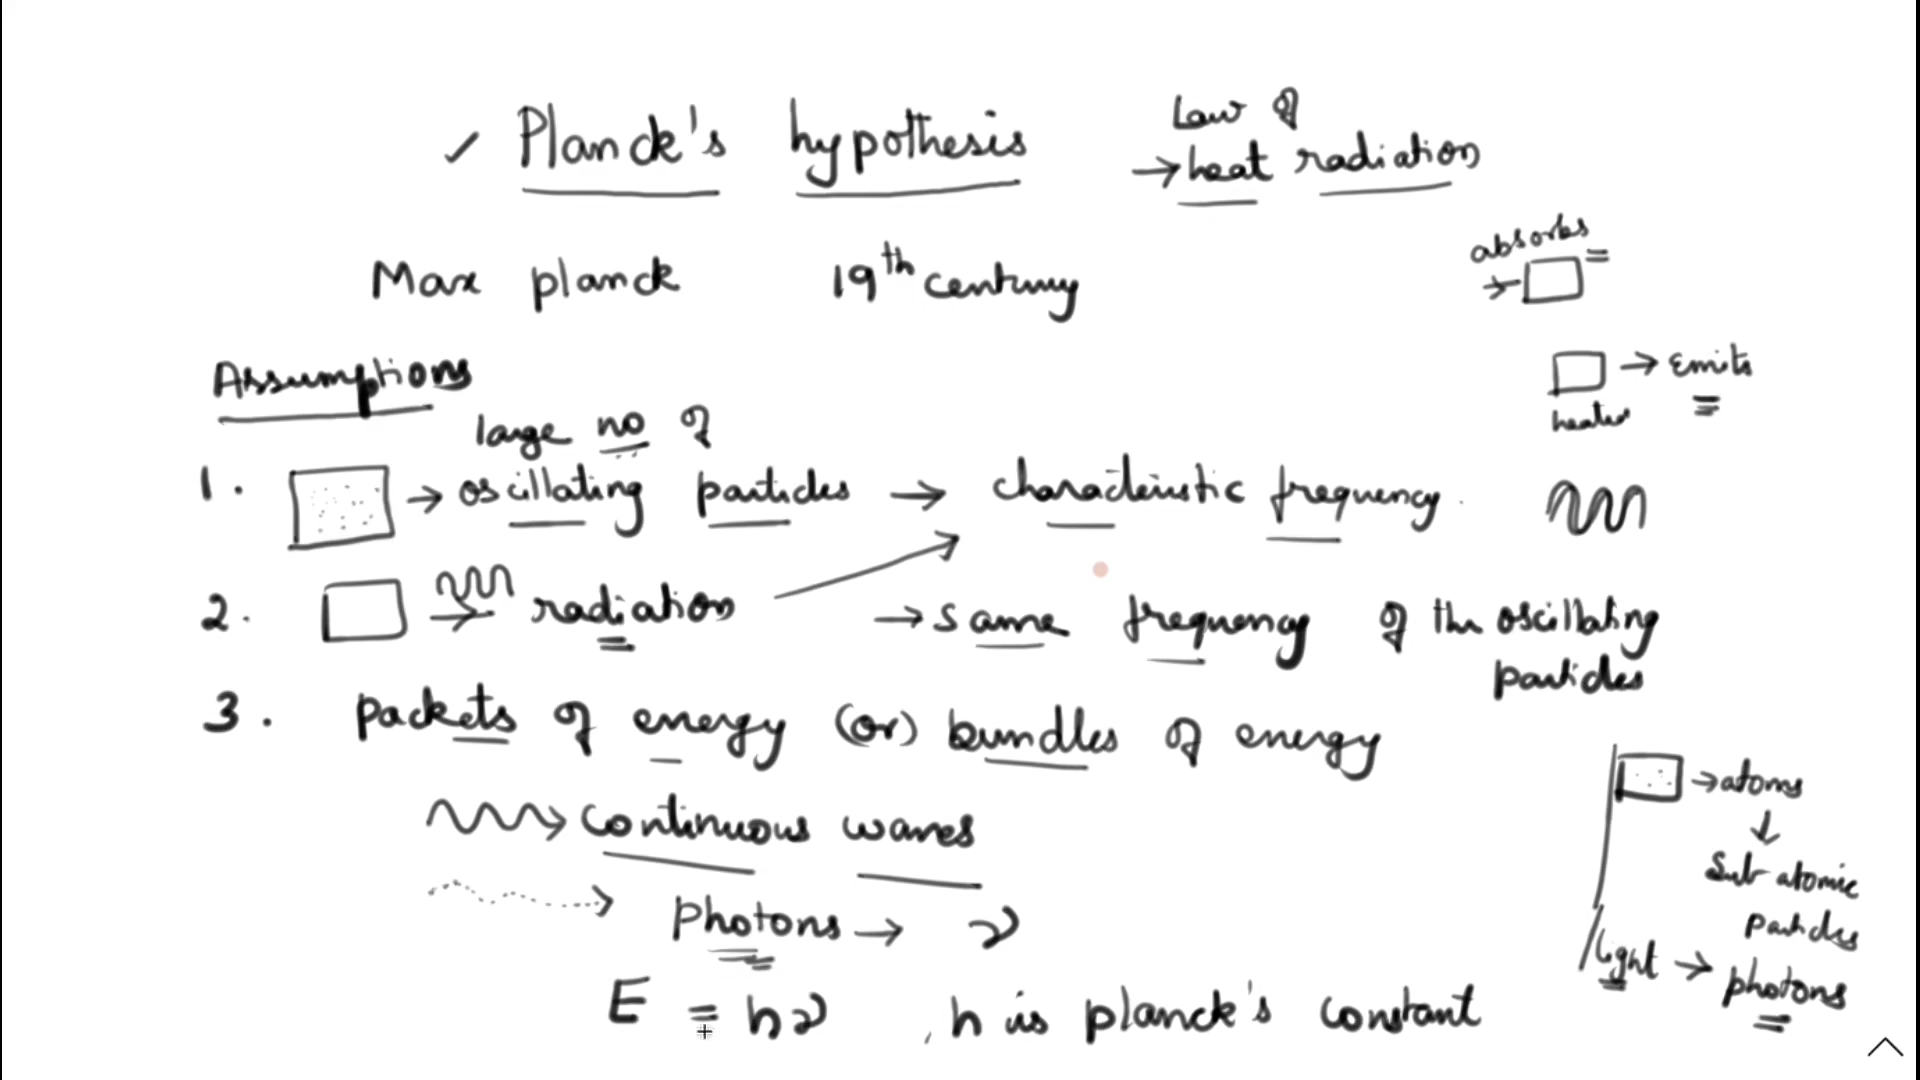 Law of
✓ Planck's hypothesis → heat radiation
Max planck 19th century
absorbs
→ emits
heater
Assumptions
large no of
1. → oscillating particles → characteristic frequency
2. → radiation → same frequency of the oscillating
particles
3. packets of energy (or) bundles of energy
→ continuous waves
→ atoms
↓
Sub atomic
particles
photons → ν
light → photons
E = hν , h is planck's constant